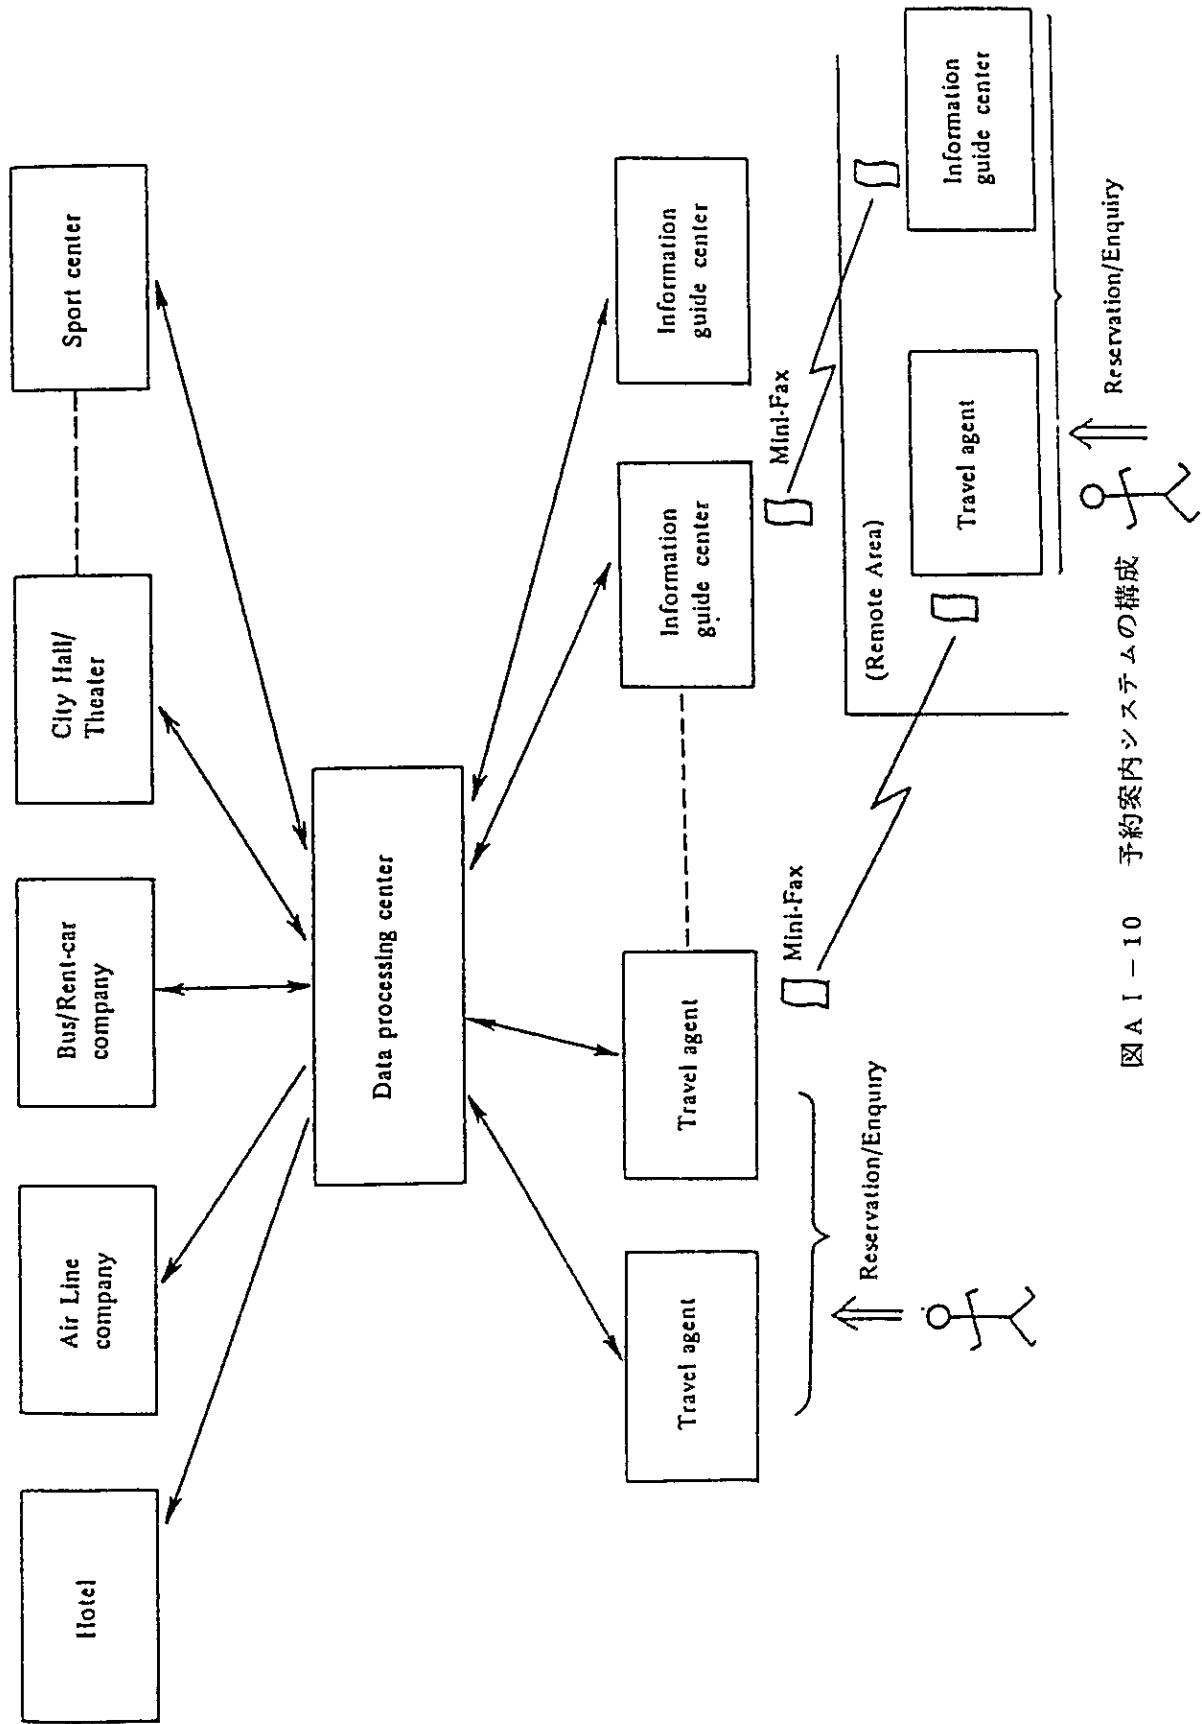 Hotel
Air Line
company
Bus/Rent-car
company
City Hall/
Theater
Sport center
Data processing center
Travel agent
Travel agent
Information
guide center
Information
guide center
Reservation/Enquiry
Mini-Fax
Mini-Fax
(Remote Area)
Travel agent
Information
guide center
Reservation/Enquiry
図AI-10 予約案内システムの構成